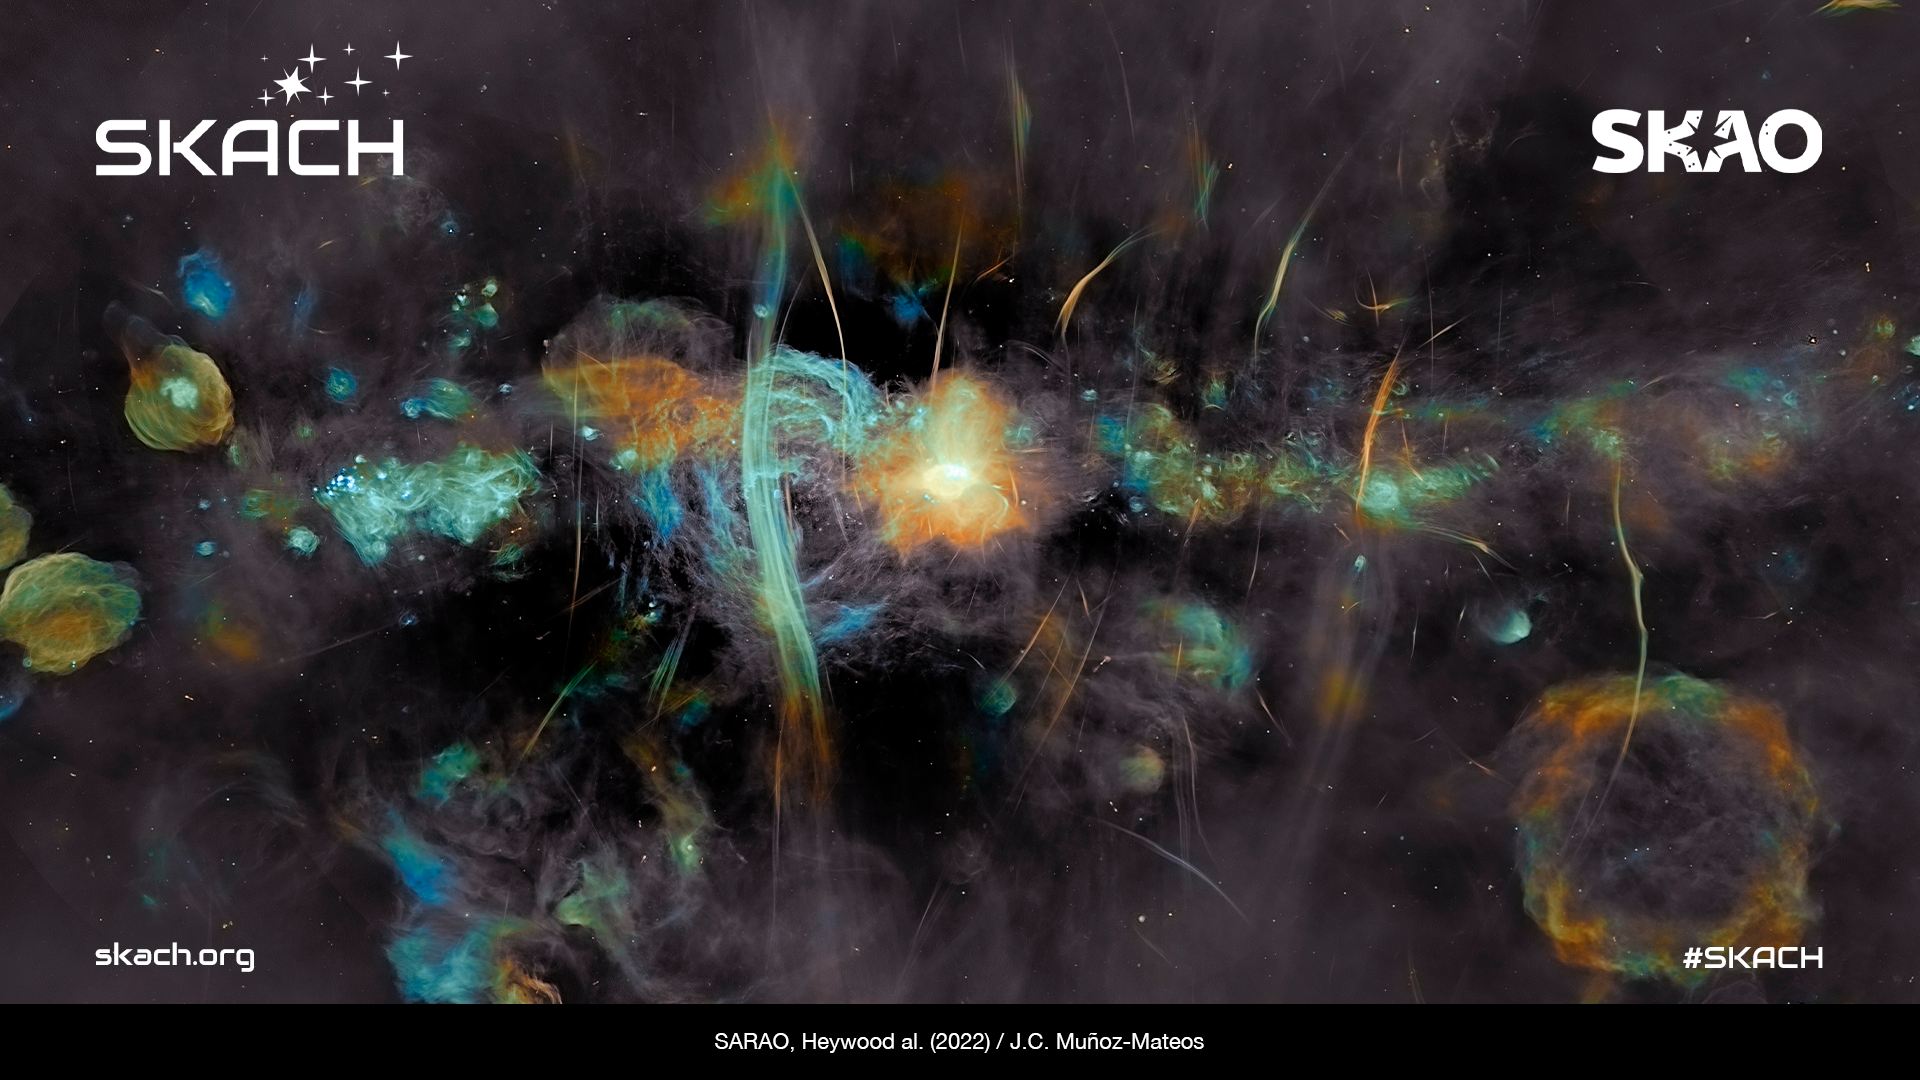 SKACH
SKAO
skach.org
#SKACH
SARAO, Heywood al. (2022) / J.C. Muñoz-Mateos